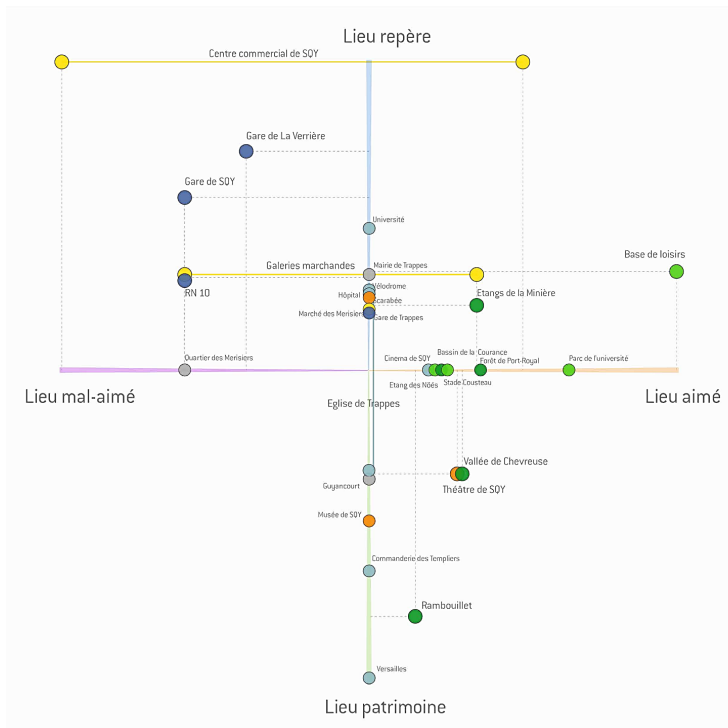 Lieu repère
Centre commercial de SQY
Gare de La Verrière
Gare de SQY
Université
Base de loisirs
Galeries marchandes
Mairie de Trappes
Vélodrome
RN 10
Hôpital
Scarabée
Etangs de la Minière
Marché des Merisiers
Gare de Trappes
Quartier des Merisiers
Cinema de SQY
Bassin de la Courance
Forêt de Port-Royal
Parc de l'université
Etang des Nöés
Stade Cousteau
Lieu mal-aimé
Lieu aimé
Eglise de Trappes
Vallée de Chevreuse
Guyancourt
Théâtre de SQY
Musée de SQY
Commanderie des Templiers
Rambouillet
Versailles
Lieu patrimoine